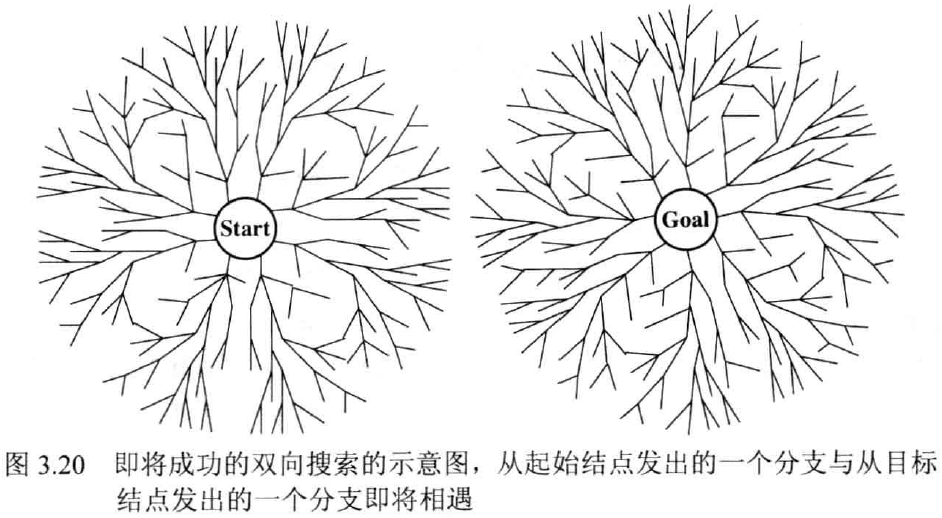 Start
Goal
图 3.20 即将成功的双向搜索的示意图，从起始结点发出的一个分支与从目标
结点发出的一个分支即将相遇